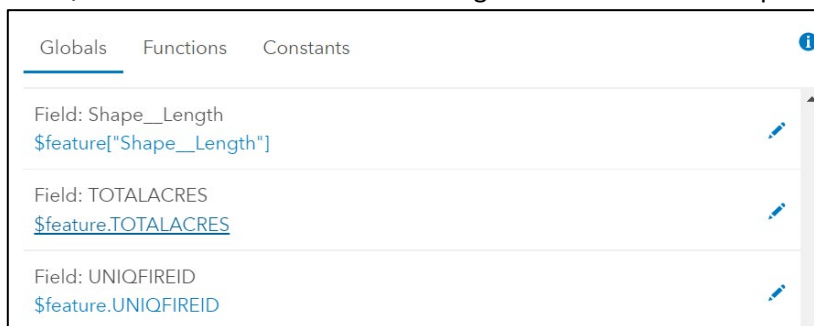 Globals Functions Constants
Field: Shape__Length
$feature["Shape__Length"]
Field: TOTALACRES
$feature.TOTALACRES
Field: UNIQFIREID
$feature.UNIQFIREID